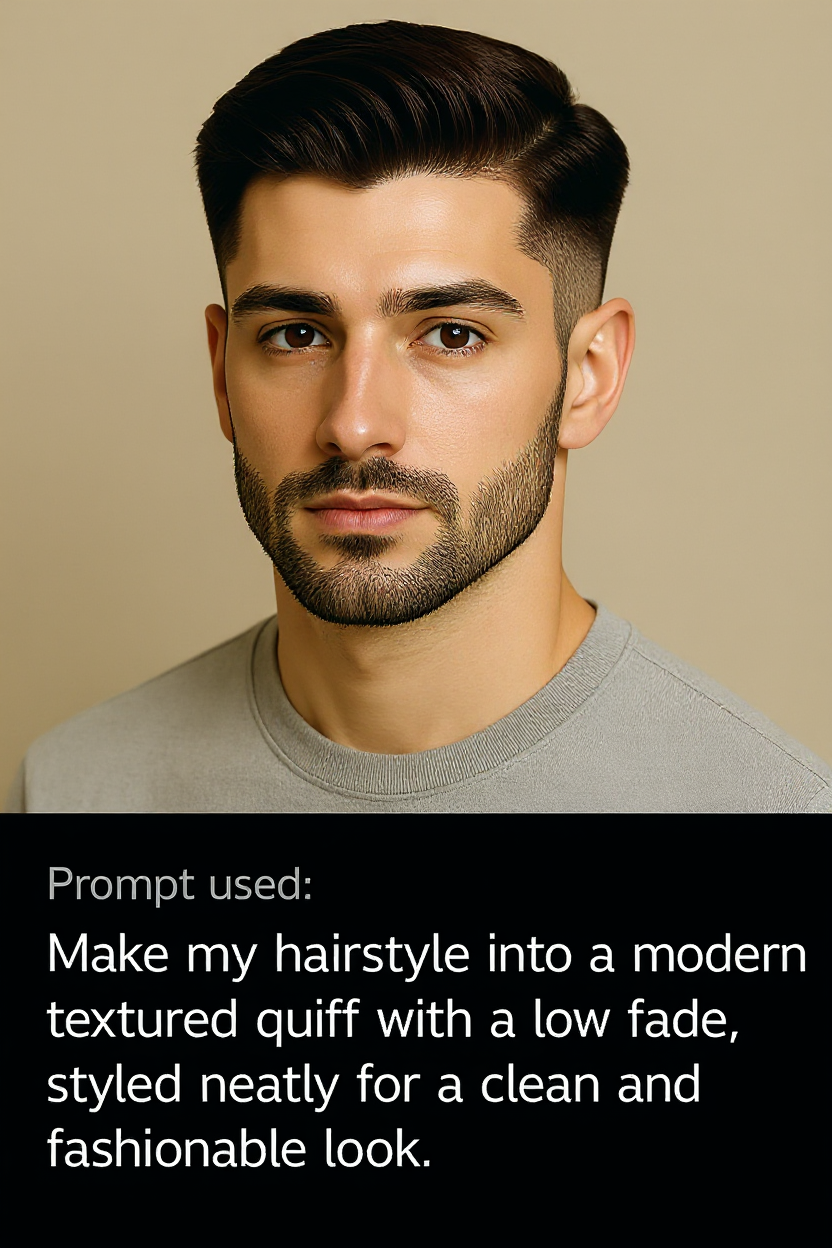 Prompt used:
Make my hairstyle into a modern
textured quiff with a low fade,
styled neatly for a clean and
fashionable look.